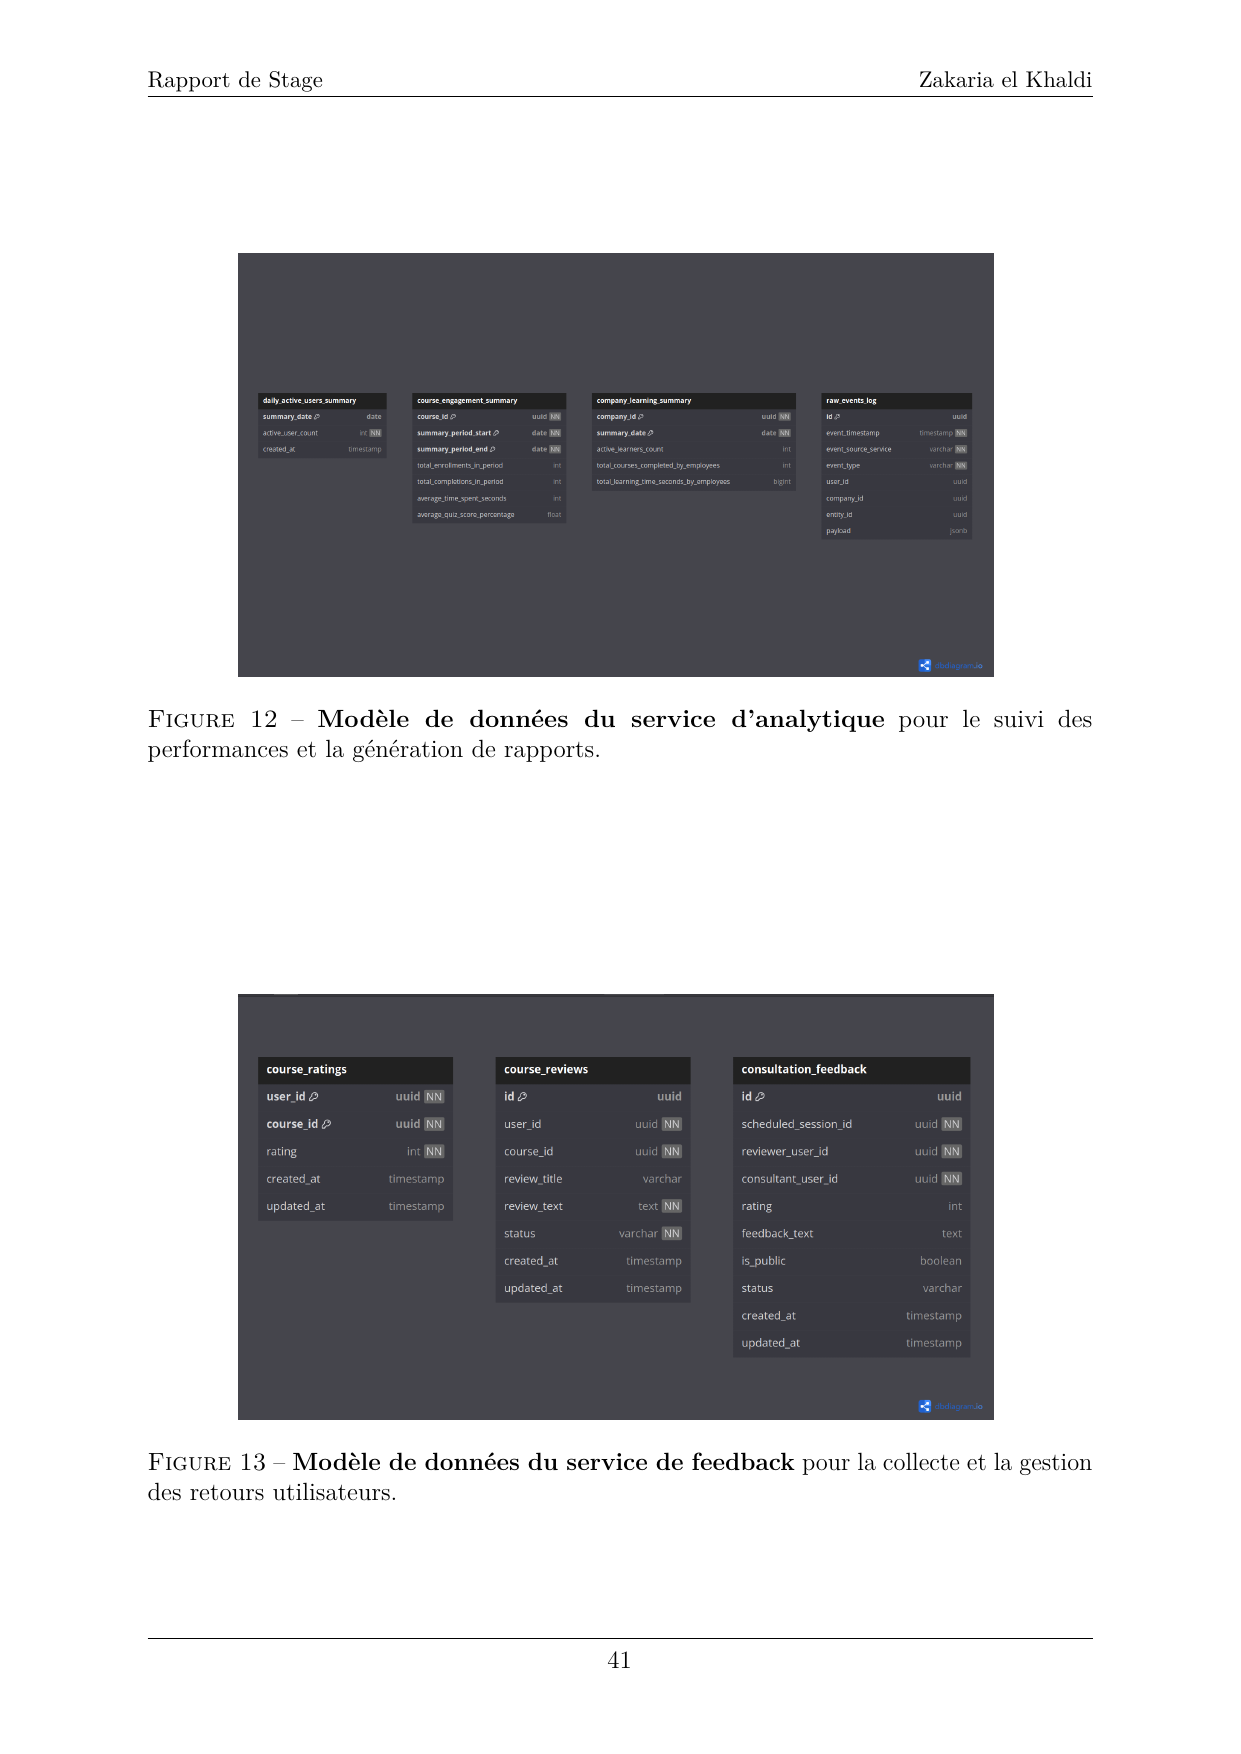 Rapport de Stage Zakaria el Khaldi
daily_active_users_summary
summary_date date
active_user_count int NN
created_at timestamp
course_engagement_summary
course_id uuid NN
summary_period_start date NN
summary_period_end date NN
total_enrollments_in_period int
total_completions_in_period int
average_time_spent_seconds int
average_quiz_score_percentage float
company_learning_summary
company_id uuid NN
summary_date date NN
active_learners_count int
total_courses_completed_by_employees int
total_learning_time_seconds_by_employees bigint
raw_events_log
id uuid
event_timestamp timestamp NN
event_source_service varchar NN
event_type varchar NN
user_id uuid
company_id uuid
entity_id uuid
payload jsonb
dbdiagram.io
FIGURE 12 – Modèle de données du service d'analytique pour le suivi des
performances et la génération de rapports.
course_ratings
user_id uuid NN
course_id uuid NN
rating int NN
created_at timestamp
updated_at timestamp
course_reviews
id uuid
user_id uuid NN
course_id uuid NN
review_title varchar
review_text text NN
status varchar NN
created_at timestamp
updated_at timestamp
consultation_feedback
id uuid
scheduled_session_id uuid NN
reviewer_user_id uuid NN
consultant_user_id uuid NN
rating int
feedback_text text
is_public boolean
status varchar
created_at timestamp
updated_at timestamp
dbdiagram.io
FIGURE 13 – Modèle de données du service de feedback pour la collecte et la gestion
des retours utilisateurs.
41